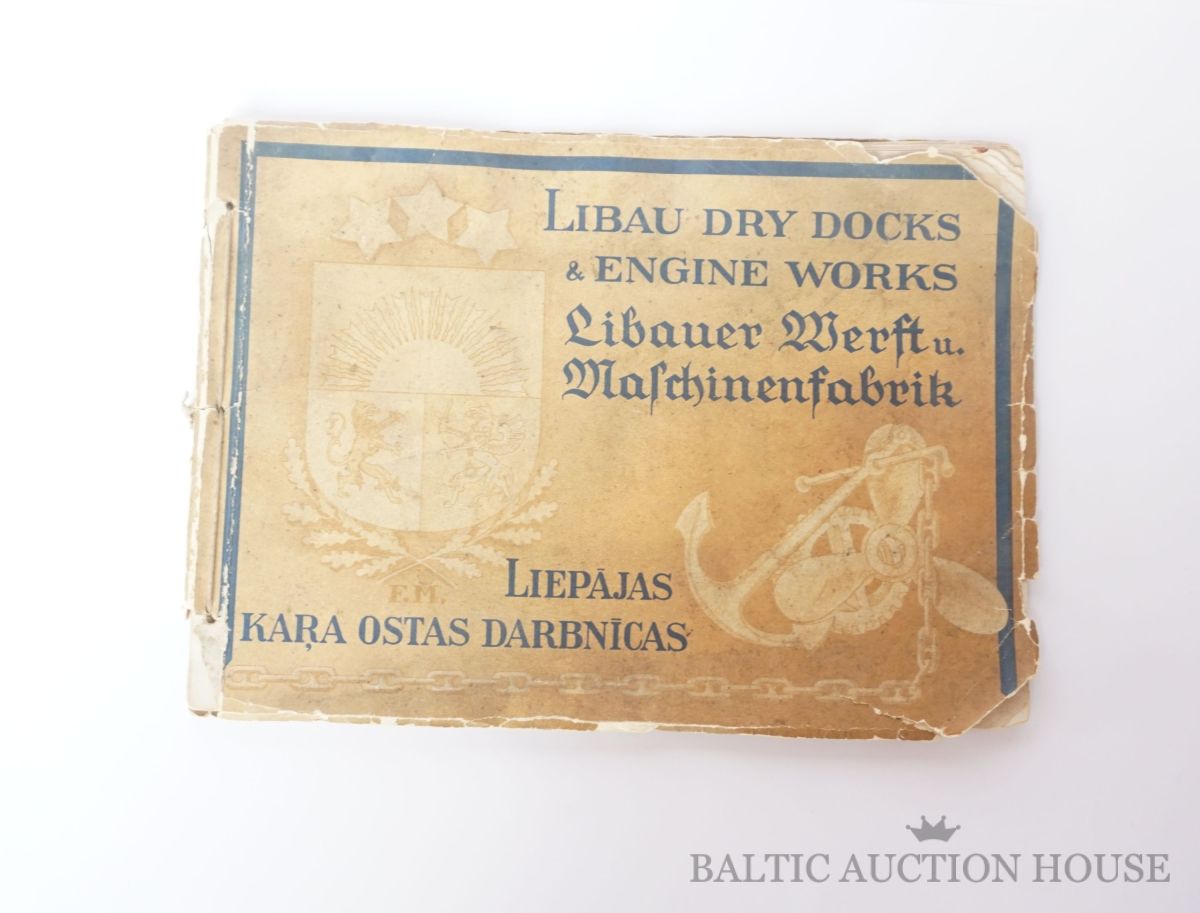 LIBAU DRY DOCKS
& ENGINE WORKS
Libauer Werft u.
Maschinenfabrik
F.M.
LIEPĀJAS
KAŖA OSTAS DARBNĪCAS
BALTIC AUCTION HOUSE